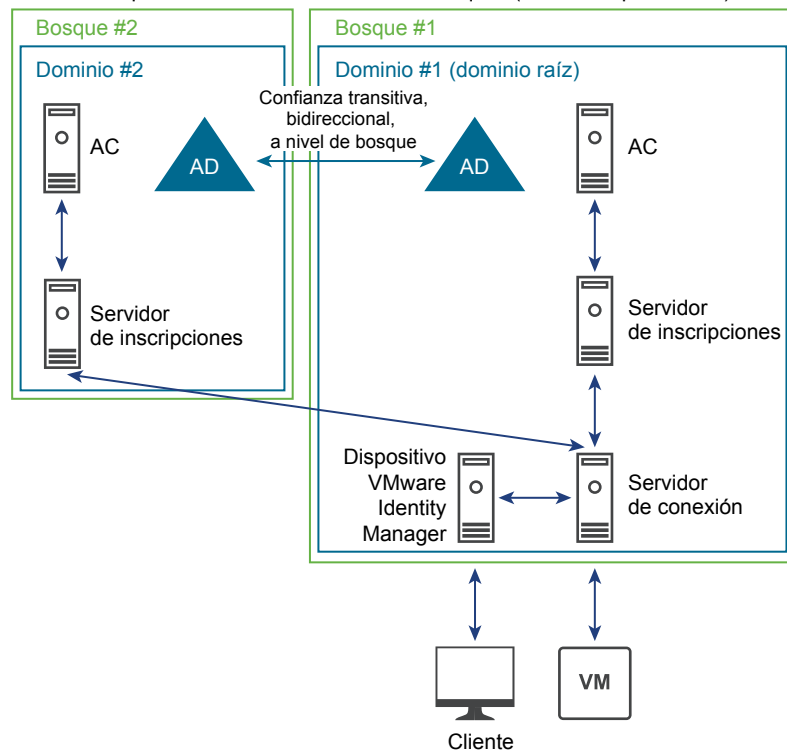 Bosque #2
Bosque #1
Dominio #2
Dominio #1 (dominio raíz)
Confianza transitiva,
bidireccional,
a nivel de bosque
AC
AD
AD
AC
Servidor
de inscripciones
Servidor
de inscripciones
Dispositivo
VMware
Identity
Manager
Servidor
de conexión
VM
Cliente